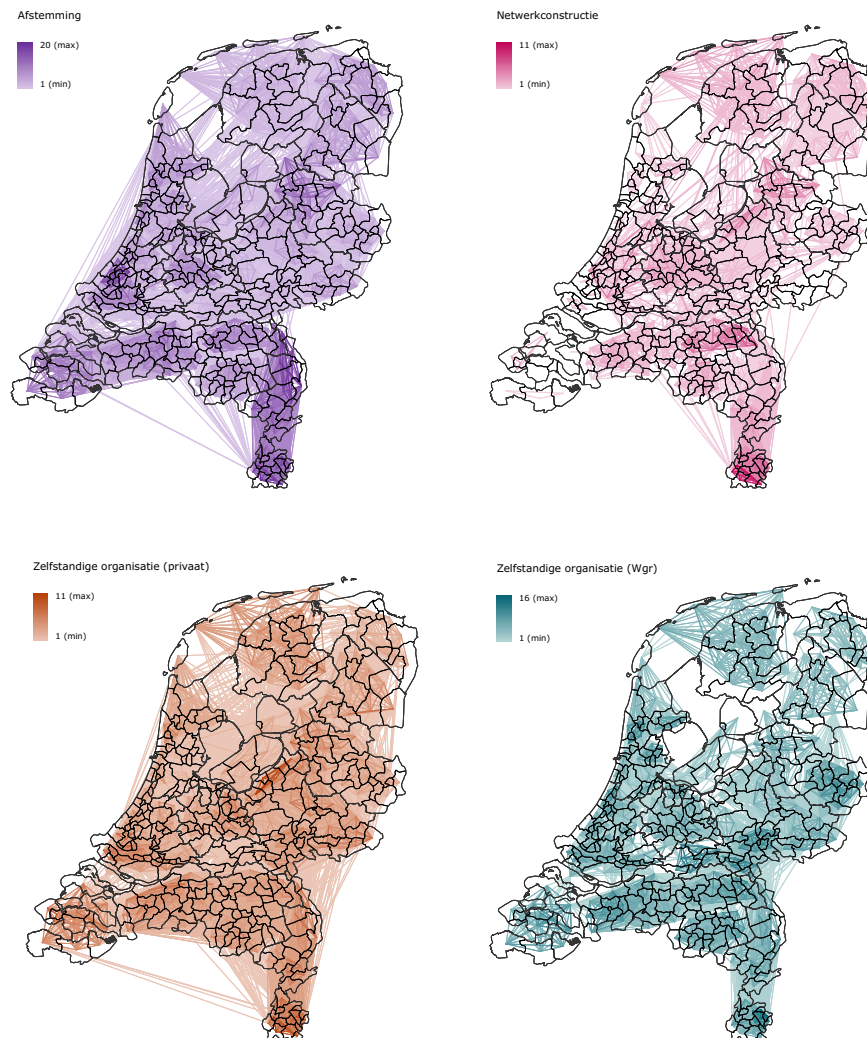 Afstemming
20 (max)
1 (min)
Netwerkconstructie
11 (max)
1 (min)
Zelfstandige organisatie (privaat)
11 (max)
1 (min)
Zelfstandige organisatie (Wgr)
16 (max)
1 (min)